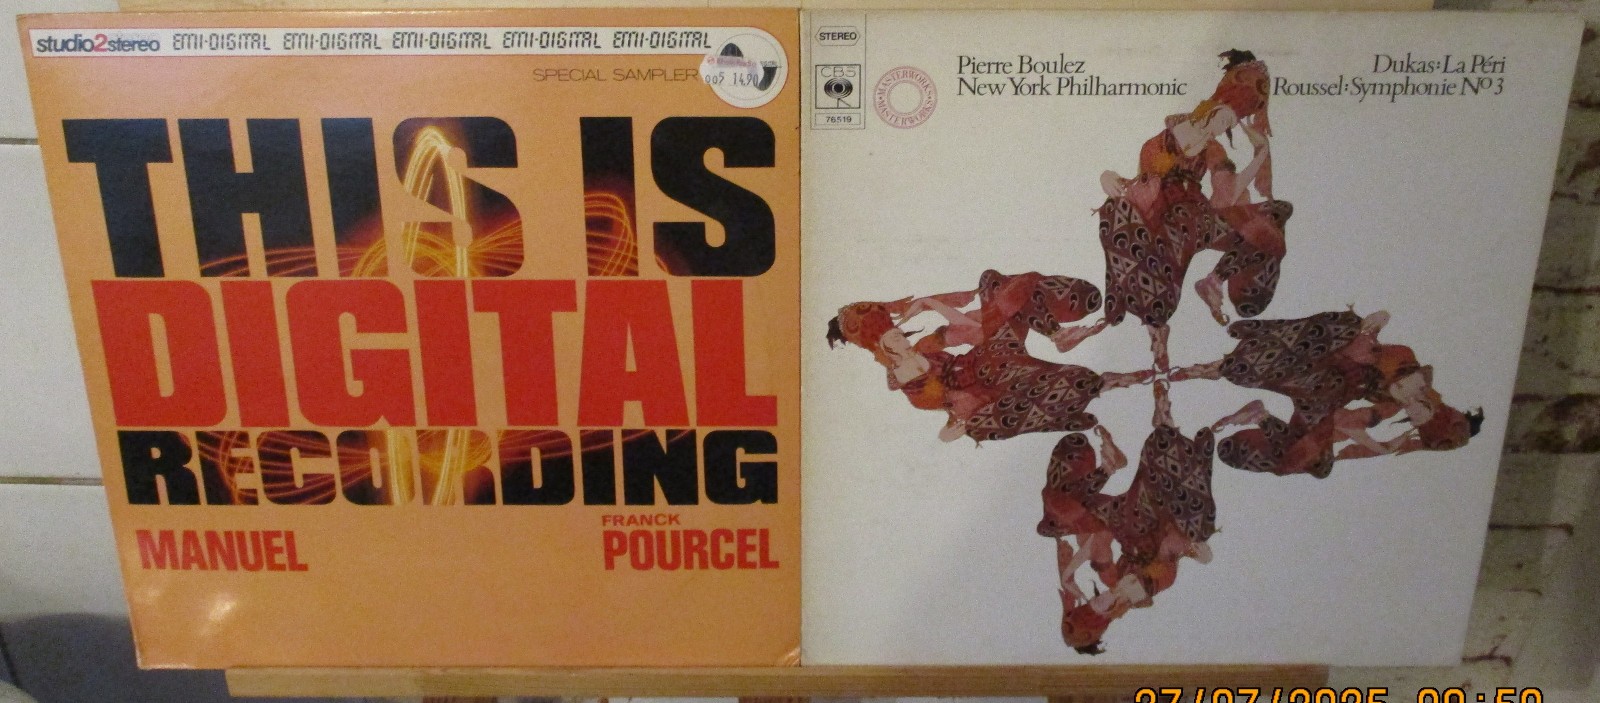 studio2stereo EMI-DIGITAL EMI-DIGITAL EMI-DIGITAL EMI-DIGITAL EMI-DIGITAL
SPECIAL SAMPLER
14,90
THIS IS
DIGITAL
RECORDING
MANUEL
FRANCK
POURCEL
STEREO
CBS
76519
MASTERWORKS MASTERWORKS
Pierre Boulez
New York Philharmonic
Dukas: La Péri
Roussel: Symphonie Nº 3